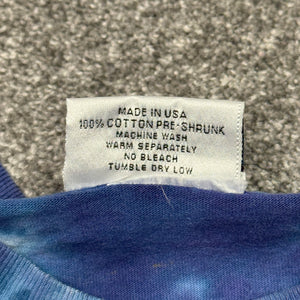 MADE IN USA
100% COTTON PRE-SHRUNK
MACHINE WASH
WARM SEPARATELY
NO BLEACH
TUMBLE DRY LOW